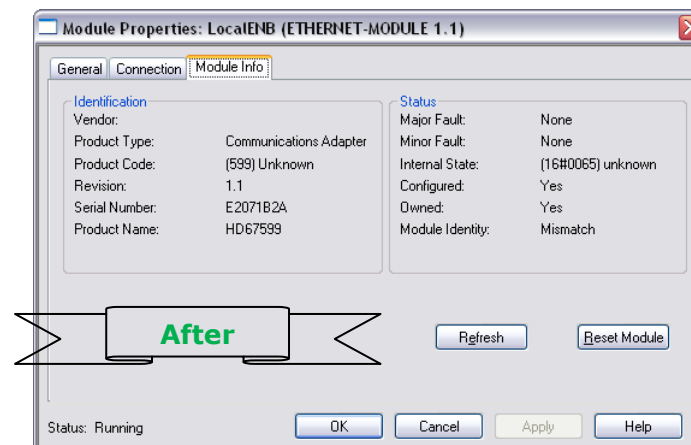 Module Properties: LocalENB (ETHERNET-MODULE 1.1)
General Connection Module Info
Identification
Vendor:
Product Type: Communications Adapter
Product Code: (599) Unknown
Revision: 1.1
Serial Number: E2071B2A
Product Name: HD67599
Status
Major Fault: None
Minor Fault: None
Internal State: (16#0065) unknown
Configured: Yes
Owned: Yes
Module Identity: Mismatch
After
Refresh Reset Module
Status: Running OK Cancel Apply Help